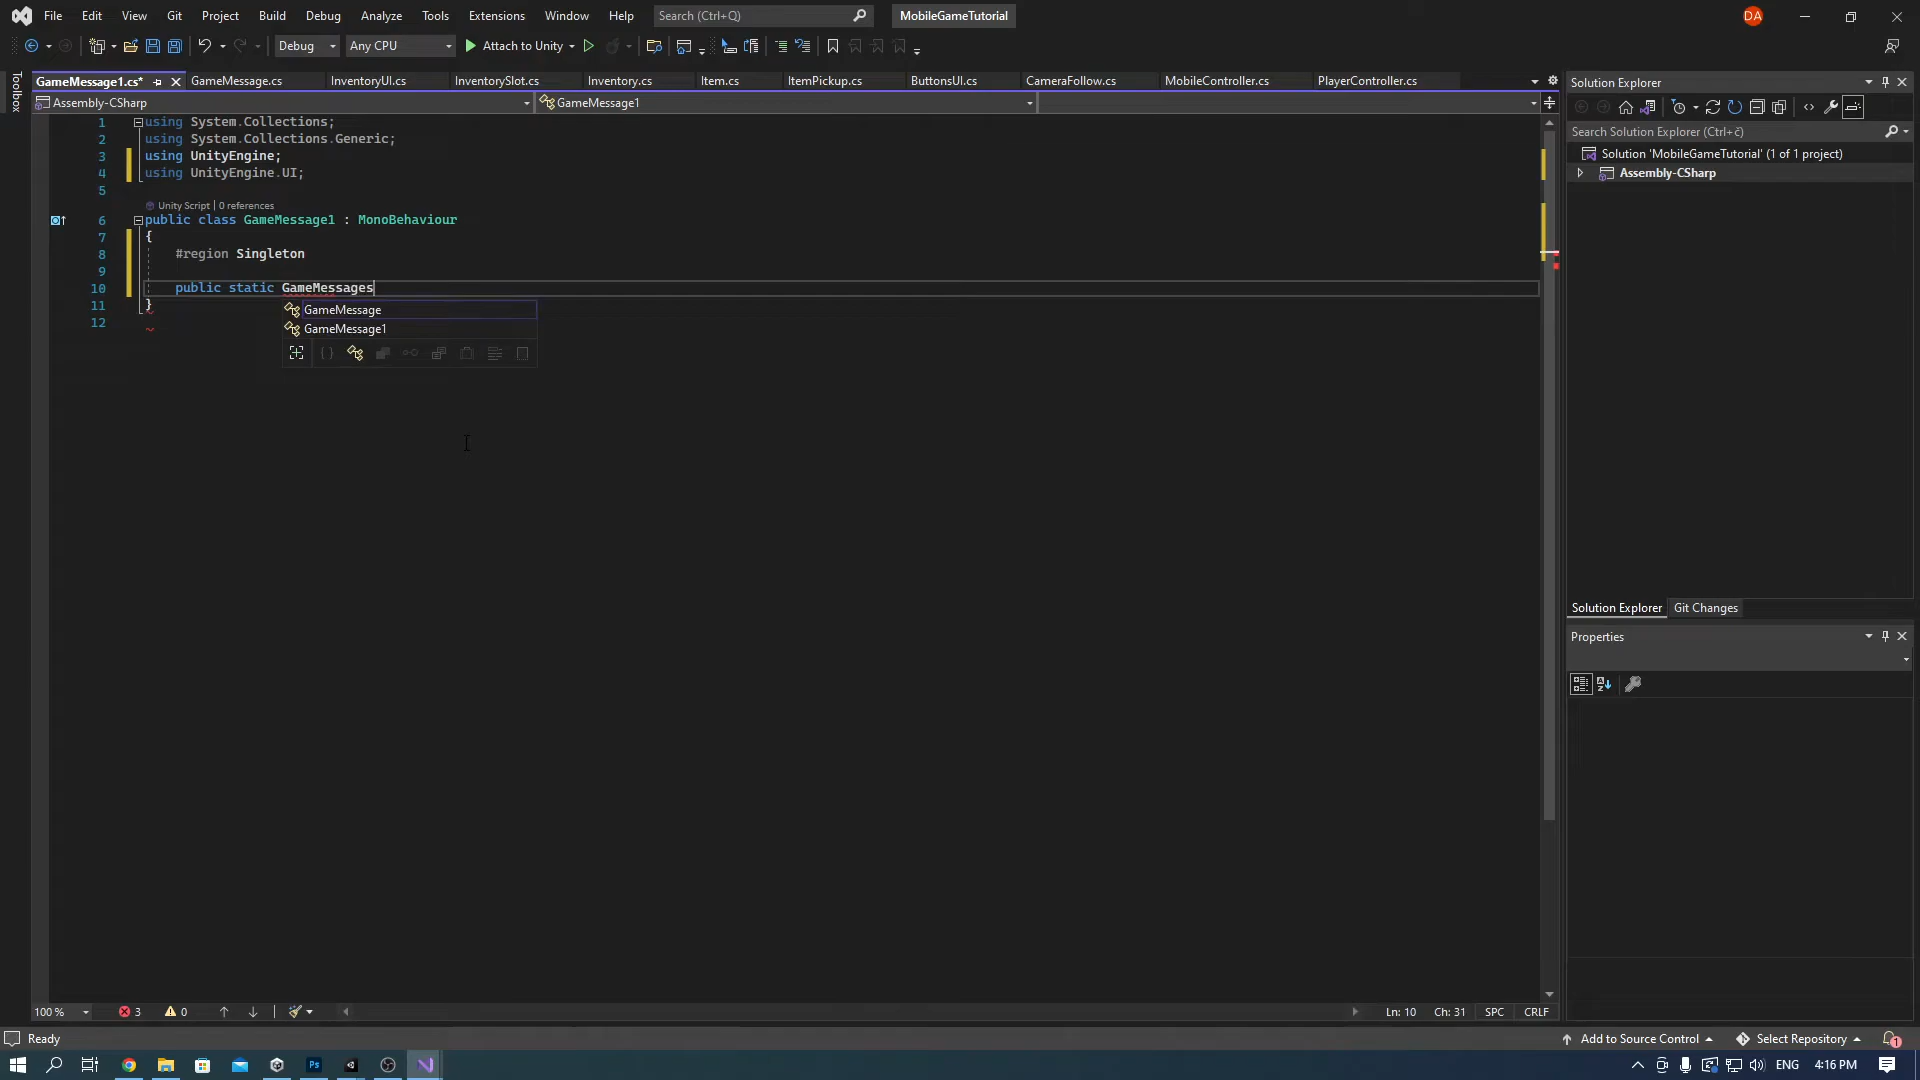 File Edit View Git Project Build Debug Analyze Tools Extensions Window Help Search (Ctrl+Q) MobileGameTutorial DA
Debug Any CPU Attach to Unity
Toolbox
GameMessage1.cs* GameMessage.cs InventoryUI.cs InventorySlot.cs Inventory.cs Item.cs ItemPickup.cs ButtonsUI.cs CameraFollow.cs MobileController.cs PlayerController.cs
Assembly-CSharp GameMessage1
1 using System.Collections;
2 using System.Collections.Generic;
3 using UnityEngine;
4 using UnityEngine.UI;
5
Unity Script | 0 references
6 public class GameMessage1 : MonoBehaviour
7 {
8 #region Singleton
9
10 public static GameMessages
11 }
12
GameMessage
GameMessage1
Solution Explorer
Search Solution Explorer (Ctrl+č)
Solution 'MobileGameTutorial' (1 of 1 project)
Assembly-CSharp
Solution Explorer Git Changes
Properties
100 % 3 0 Ln: 10 Ch: 31 SPC CRLF
Ready Add to Source Control Select Repository 1
Ps ENG 4:16 PM